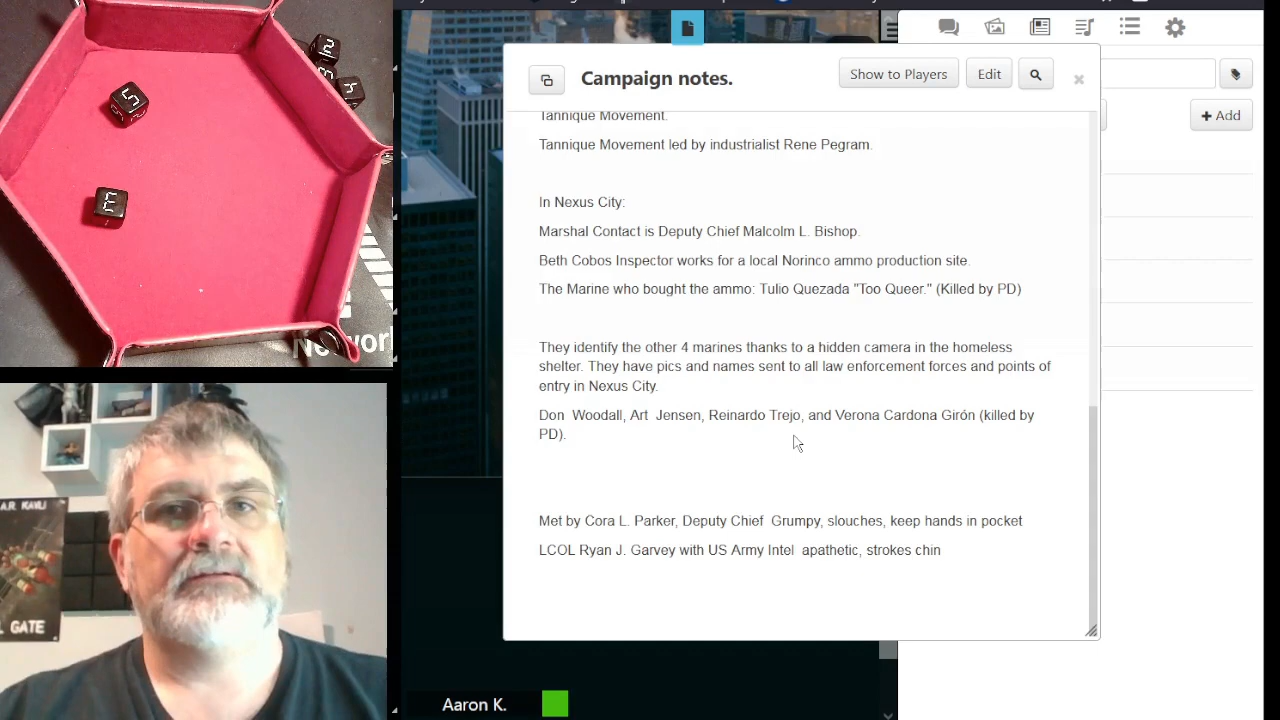 Campaign notes.
Show to Players
Edit
Tannique Movement.
Tannique Movement led by industrialist Rene Pegram.
In Nexus City:
Marshal Contact is Deputy Chief Malcolm L. Bishop.
Beth Cobos Inspector works for a local Norinco ammo production site.
The Marine who bought the ammo: Tulio Quezada "Too Queer." (Killed by PD)
They identify the other 4 marines thanks to a hidden camera in the homeless
shelter. They have pics and names sent to all law enforcement forces and points of
entry in Nexus City.
Don Woodall, Art Jensen, Reinardo Trejo, and Verona Cardona Girón (killed by
PD).
Met by Cora L. Parker, Deputy Chief Grumpy, slouches, keep hands in pocket
LCOL Ryan J. Garvey with US Army Intel apathetic, strokes chin
+ Add
Aaron K.
5
3
2
A.R. KAVLI
GATE